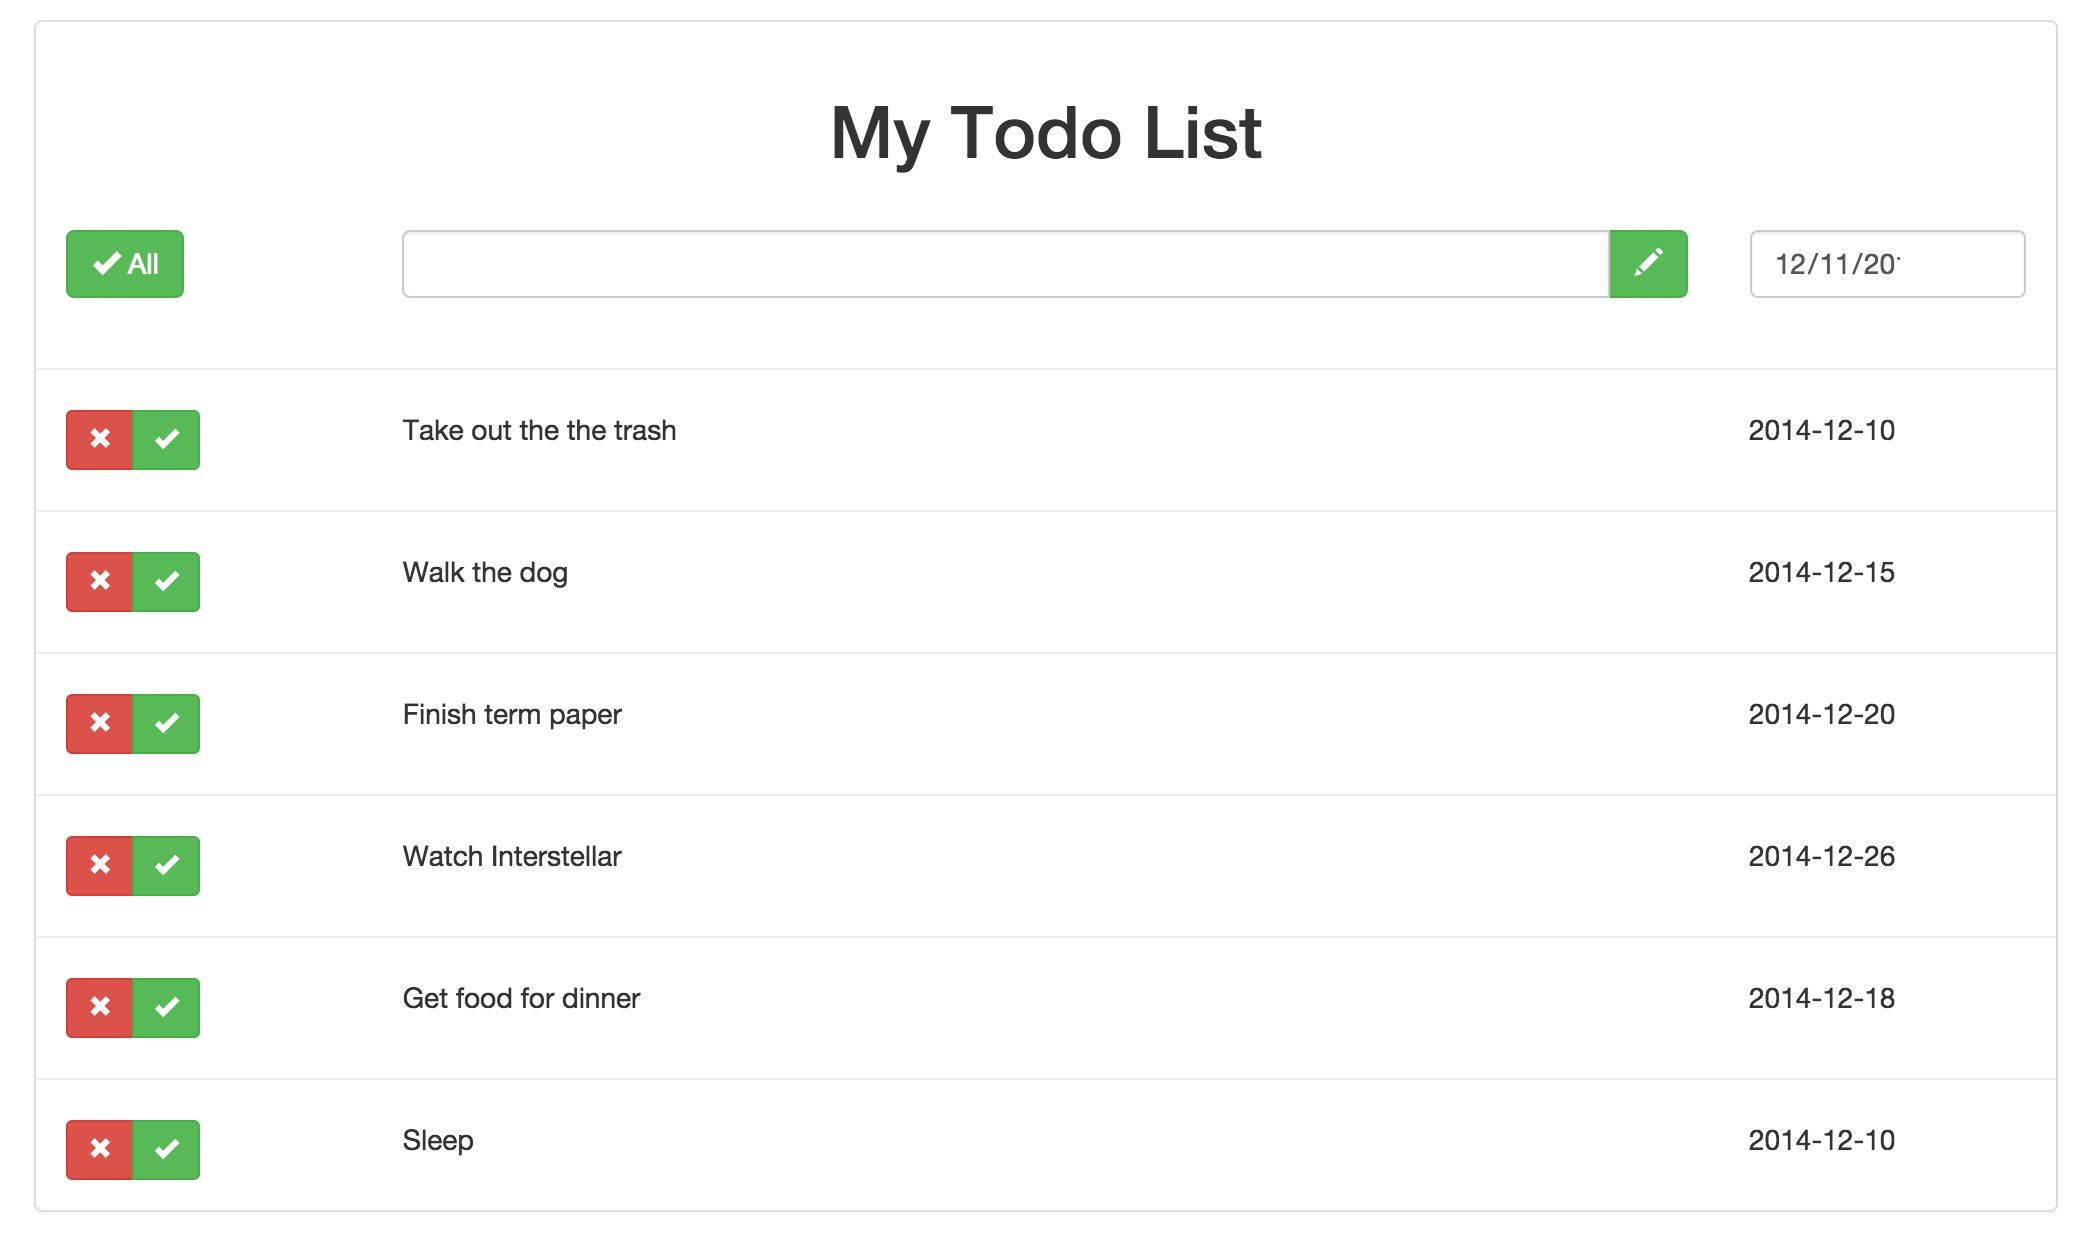 My Todo List
All
12/11/20
Take out the the trash 2014-12-10
Walk the dog 2014-12-15
Finish term paper 2014-12-20
Watch Interstellar 2014-12-26
Get food for dinner 2014-12-18
Sleep 2014-12-10